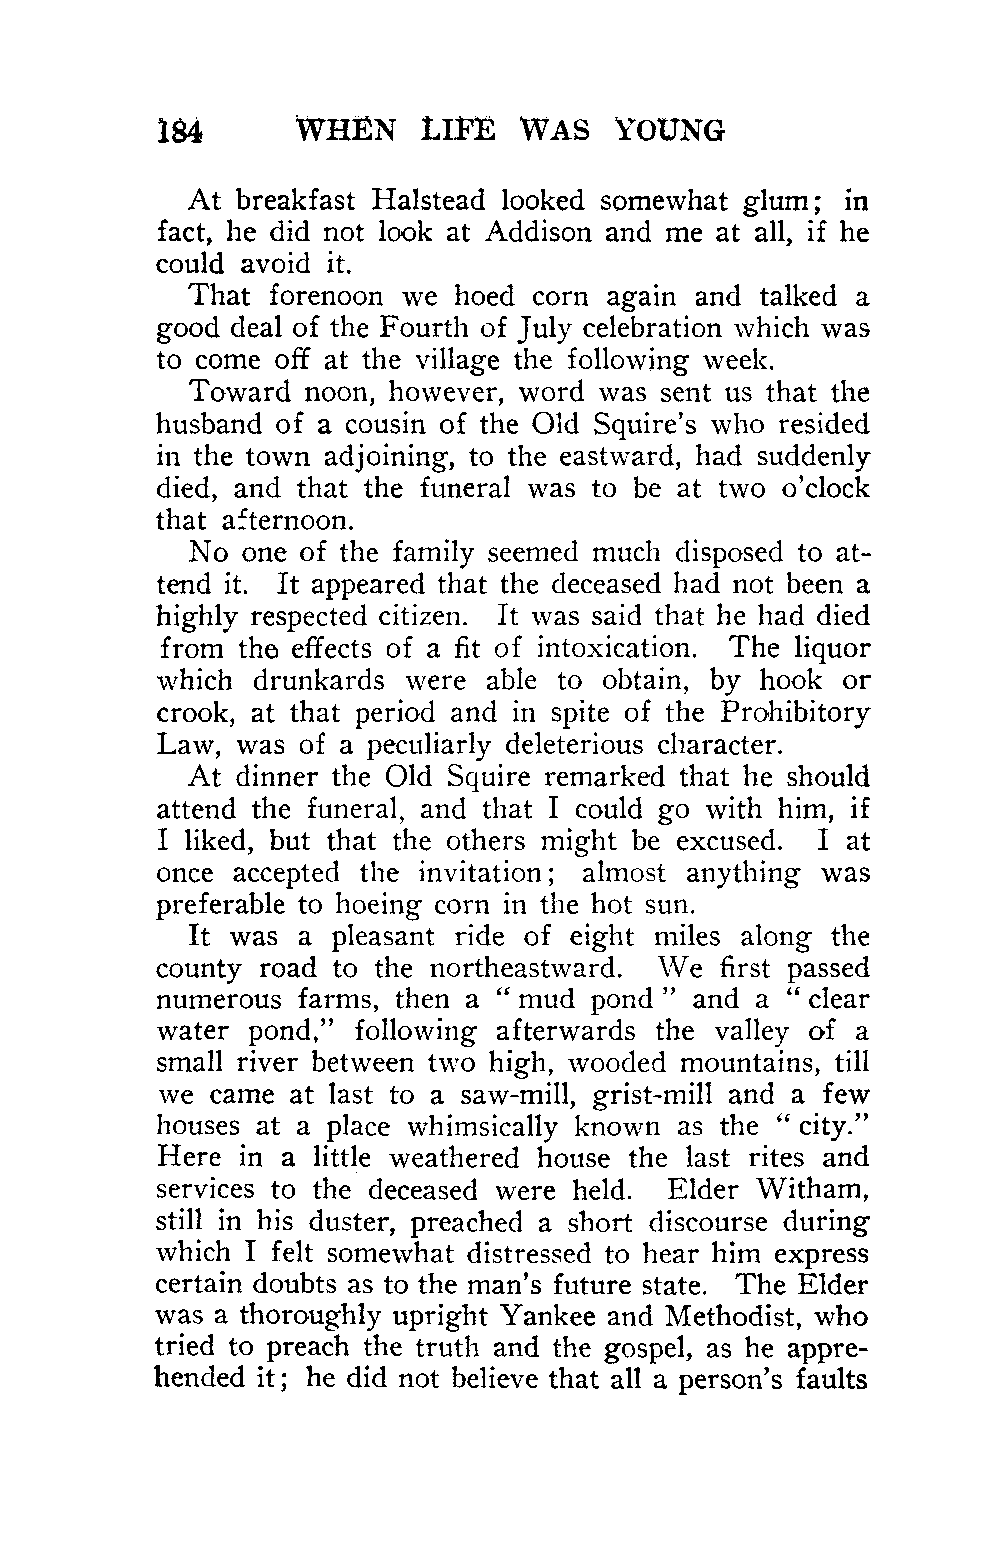 184 WHEN LIFE WAS YOUNG
At breakfast Halstead looked somewhat glum; in
fact, he did not look at Addison and me at all, if he
could avoid it.
That forenoon we hoed corn again and talked a
good deal of the Fourth of July celebration which was
to come off at the village the following week.
Toward noon, however, word was sent us that the
husband of a cousin of the Old Squire's who resided
in the town adjoining, to the eastward, had suddenly
died, and that the funeral was to be at two o'clock
that afternoon.
No one of the family seemed much disposed to at-
tend it. It appeared that the deceased had not been a
highly respected citizen. It was said that he had died
from the effects of a fit of intoxication. The liquor
which drunkards were able to obtain, by hook or
crook, at that period and in spite of the Prohibitory
Law, was of a peculiarly deleterious character.
At dinner the Old Squire remarked that he should
attend the funeral, and that I could go with him, if
I liked, but that the others might be excused. I at
once accepted the invitation; almost anything was
preferable to hoeing corn in the hot sun.
It was a pleasant ride of eight miles along the
county road to the northeastward. We first passed
numerous farms, then a "mud pond" and a "clear
water pond," following afterwards the valley of a
small river between two high, wooded mountains, till
we came at last to a saw-mill, grist-mill and a few
houses at a place whimsically known as the "city."
Here in a little weathered house the last rites and
services to the deceased were held. Elder Witham,
still in his duster, preached a short discourse during
which I felt somewhat distressed to hear him express
certain doubts as to the man's future state. The Elder
was a thoroughly upright Yankee and Methodist, who
tried to preach the truth and the gospel, as he appre-
hended it; he did not believe that all a person's faults